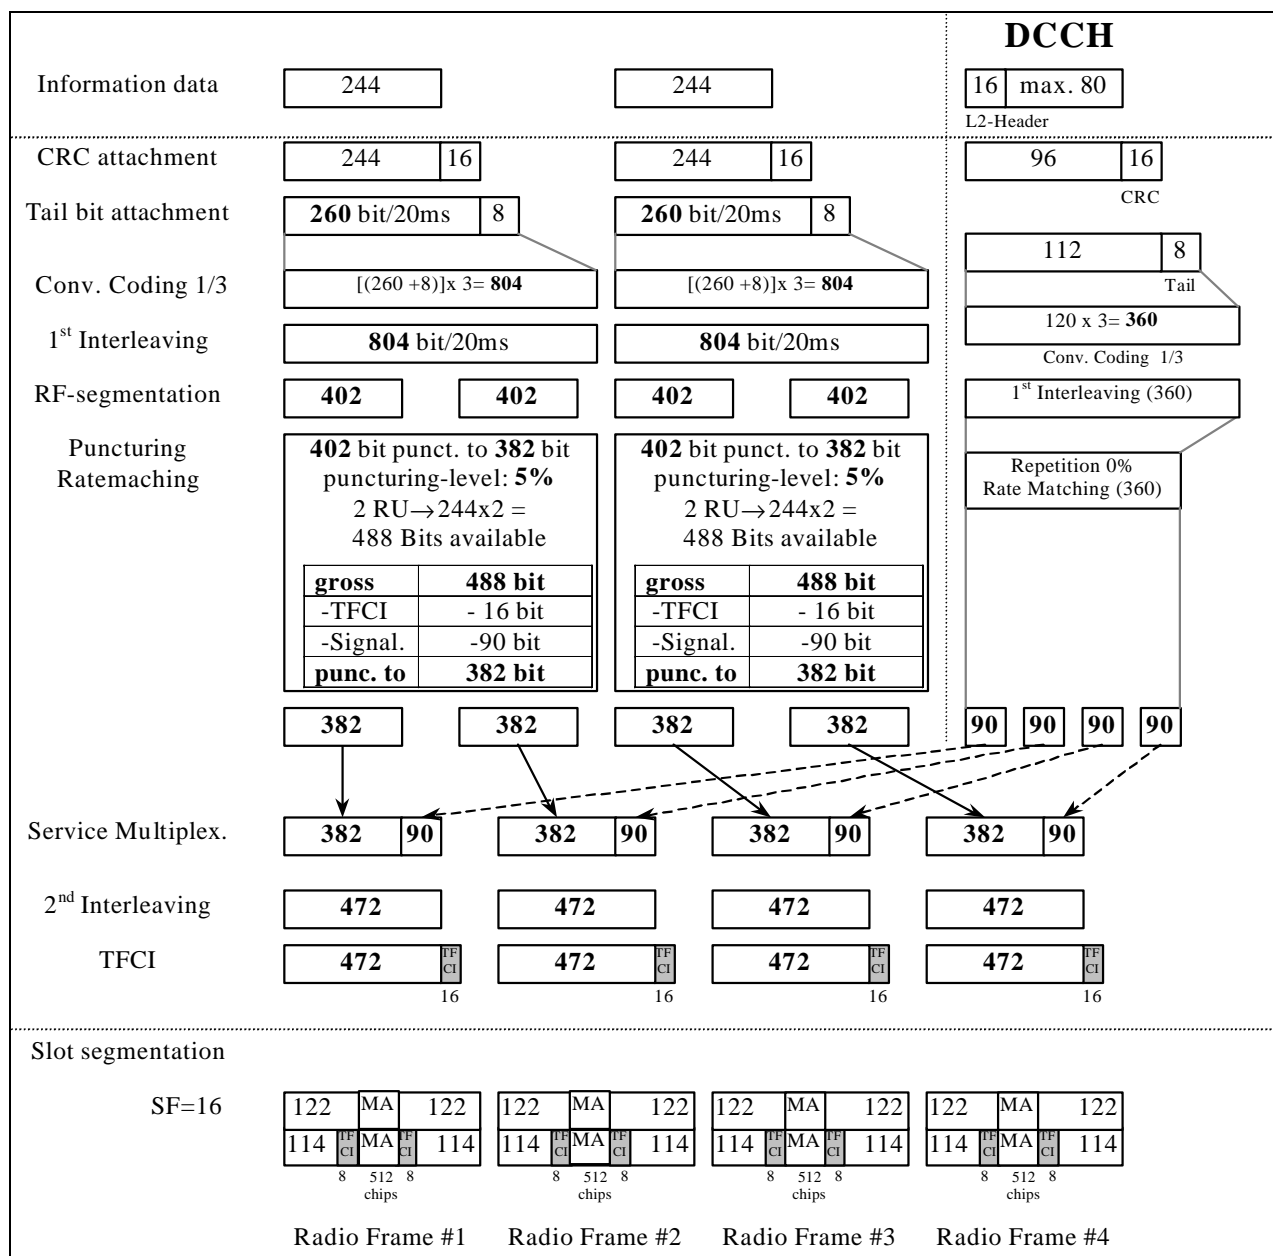 DCCH
Information data 244 244 16 max. 80
L2-Header
CRC attachment 244 16 244 16 96 16
CRC
Tail bit attachment 260 bit/20ms 8 260 bit/20ms 8
112 8
Tail
Conv. Coding 1/3 [(260 +8)]x 3= 804 [(260 +8)]x 3= 804
120 x 3= 360
Conv. Coding 1/3
1st Interleaving 804 bit/20ms 804 bit/20ms
RF-segmentation 402 402 402 402 1st Interleaving (360)
Puncturing
Ratemaching
402 bit punct. to 382 bit
puncturing-level: 5%
2 RU→244x2 =
488 Bits available
gross 488 bit
-TFCI - 16 bit
-Signal. -90 bit
punc. to 382 bit
402 bit punct. to 382 bit
puncturing-level: 5%
2 RU→244x2 =
488 Bits available
gross 488 bit
-TFCI - 16 bit
-Signal. -90 bit
punc. to 382 bit
Repetition 0%
Rate Matching (360)
382 382 382 382 90 90 90 90
Service Multiplex. 382 90 382 90 382 90 382 90
2nd Interleaving 472 472 472 472
TFCI 472 TF CI 472 TF CI 472 TF CI 472 TF CI
16 16 16 16
Slot segmentation
SF=16 122 MA 122 122 MA 122 122 MA 122 122 MA 122
114 TF CI MA TF CI 114 114 TF CI MA TF CI 114 114 TF CI MA TF CI 114 114 TF CI MA TF CI 114
8 512 8 8 512 8 8 512 8 8 512 8
chips chips chips chips
Radio Frame #1 Radio Frame #2 Radio Frame #3 Radio Frame #4